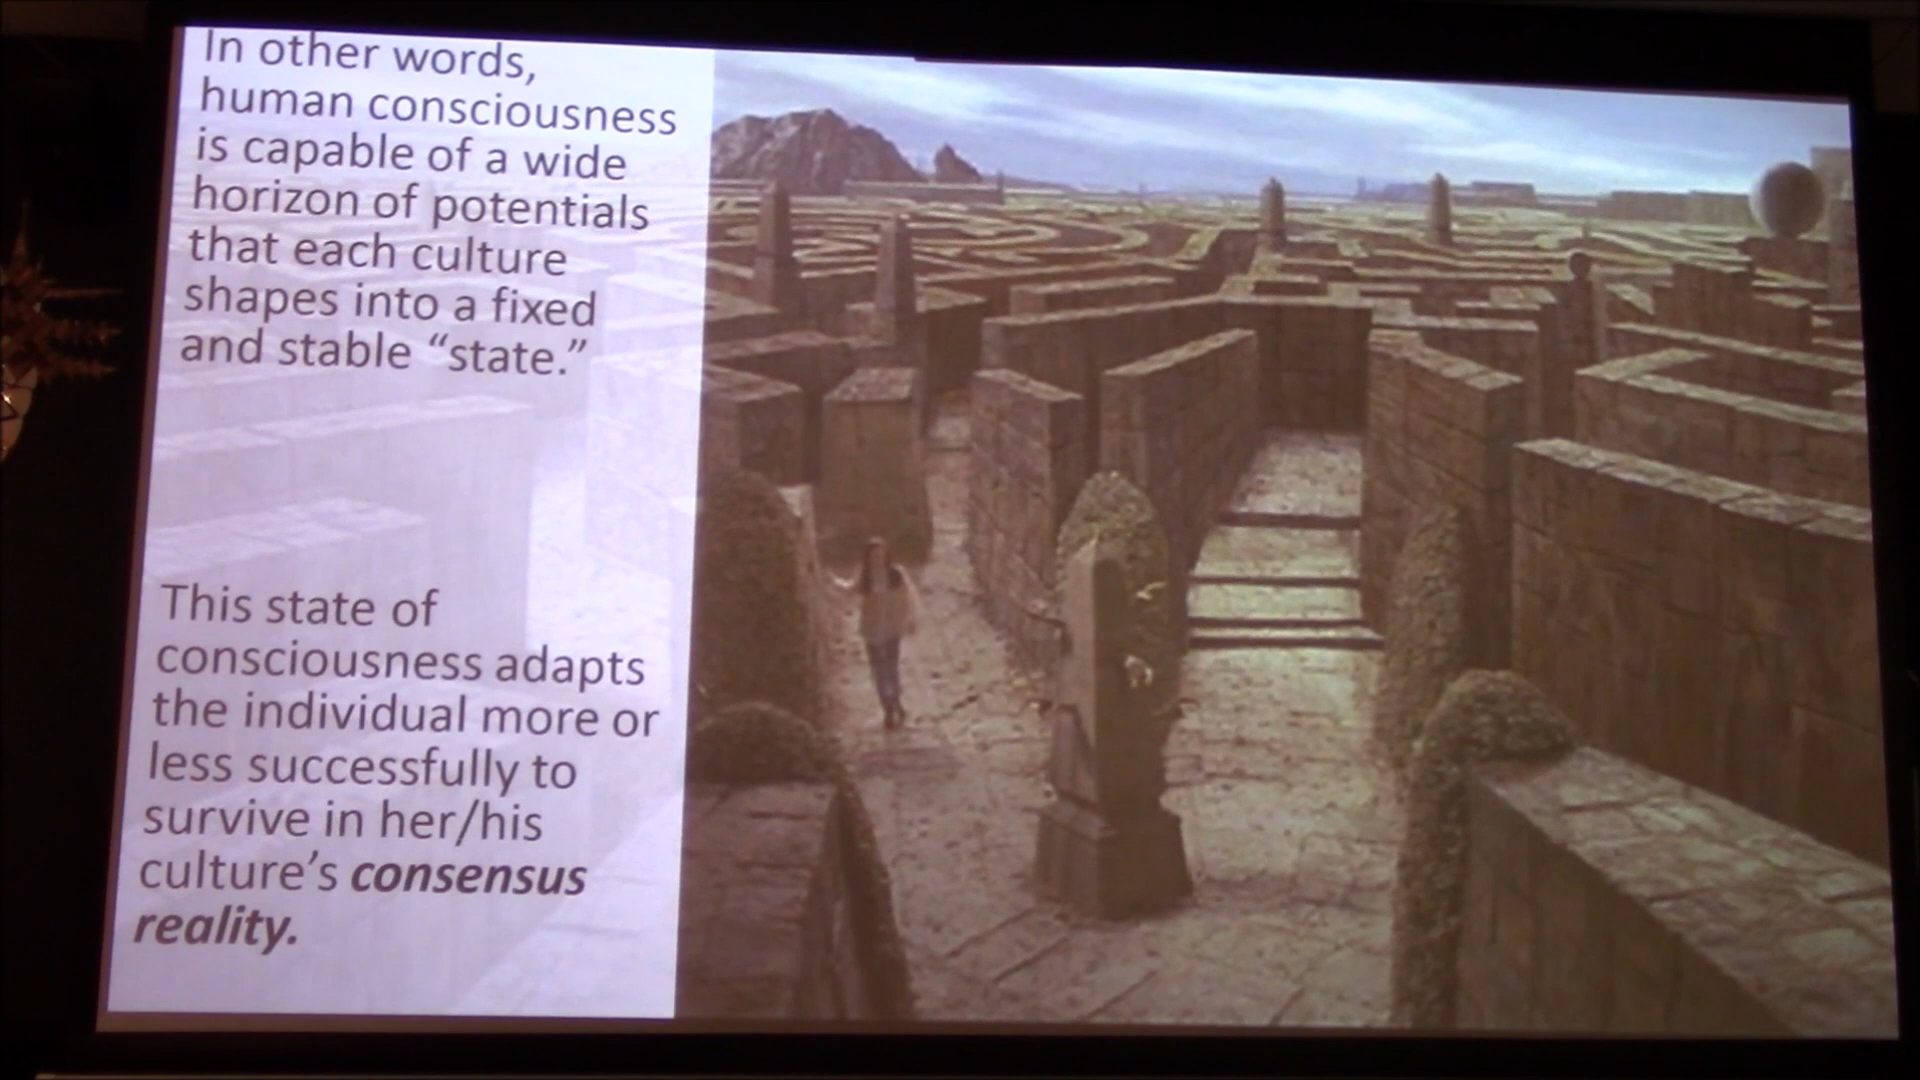 In other words,
human consciousness
is capable of a wide
horizon of potentials
that each culture
shapes into a fixed
and stable “state.”
This state of
consciousness adapts
the individual more or
less successfully to
survive in her/his
culture’s consensus
reality.